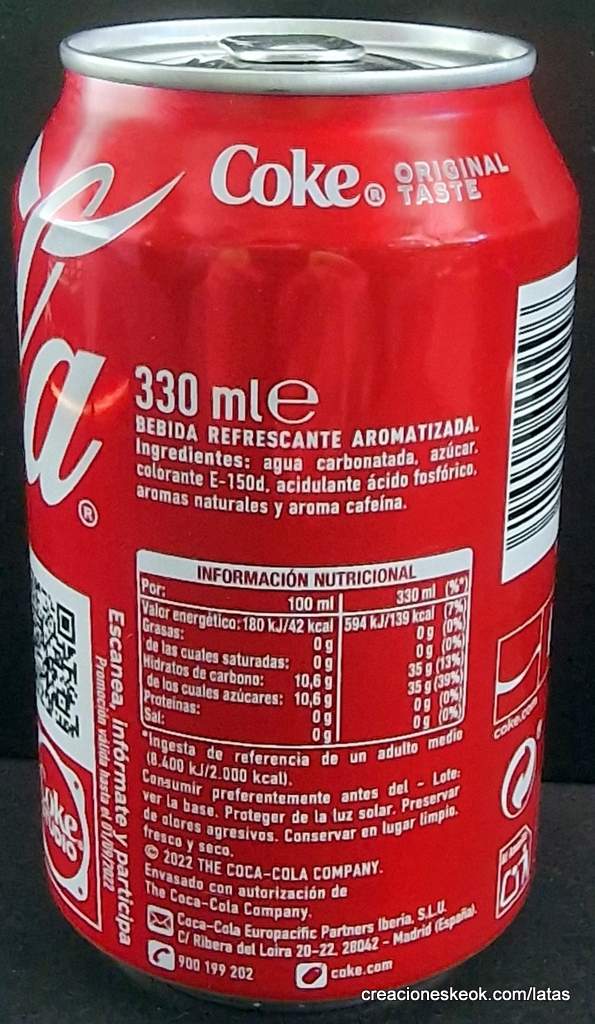 Coke® ORIGINAL
TASTE
a®
330 ml ℮
BEBIDA REFRESCANTE AROMATIZADA.
Ingredientes: agua carbonatada, azúcar,
colorante E-150d, acidulante ácido fosfórico,
aromas naturales y aroma cafeína.
INFORMACIÓN NUTRICIONAL
Por: 100 ml 330 ml (%*)
Valor energético: 180 kJ/42 kcal 594 kJ/139 kcal (7%)
Grasas: 0 g 0 g (0%)
de las cuales saturadas: 0 g 0 g (0%)
Hidratos de carbono: 10,6 g 35 g (13%)
de los cuales azúcares: 10,6 g 35 g (39%)
Proteínas: 0 g 0 g (0%)
Sal: 0 g 0 g (0%)
*Ingesta de referencia de un adulto medio
(8.400 kJ/2.000 kcal).
Consumir preferentemente antes del - Lote:
ver la base. Proteger de la luz solar. Preservar
de olores agresivos. Conservar en lugar limpio,
fresco y seco.
© 2022 THE COCA-COLA COMPANY.
Envasado con autorización de
The Coca-Cola Company.
Coca-Cola Europacific Partners Iberia, S.L.U.
C/ Ribera del Loira 20-22, 28042 - Madrid (España).
900 199 202 coke.com
Escanea, infórmate y participa
Promoción válida hasta el 01/09/2022
coke.com
creacioneskeok.com/latas